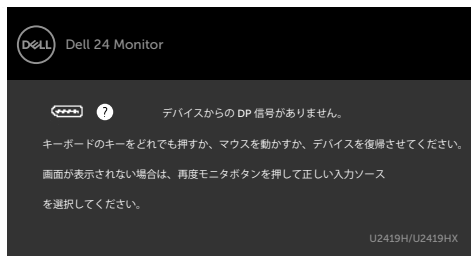 DELL Dell 24 Monitor
? デバイスからの DP 信号がありません。
キーボードのキーをどれでも押すか、マウスを動かすか、デバイスを復帰させてください。
画面が表示されない場合は、再度モニタボタンを押して正しい入力ソース
を選択してください。
U2419H/U2419HX